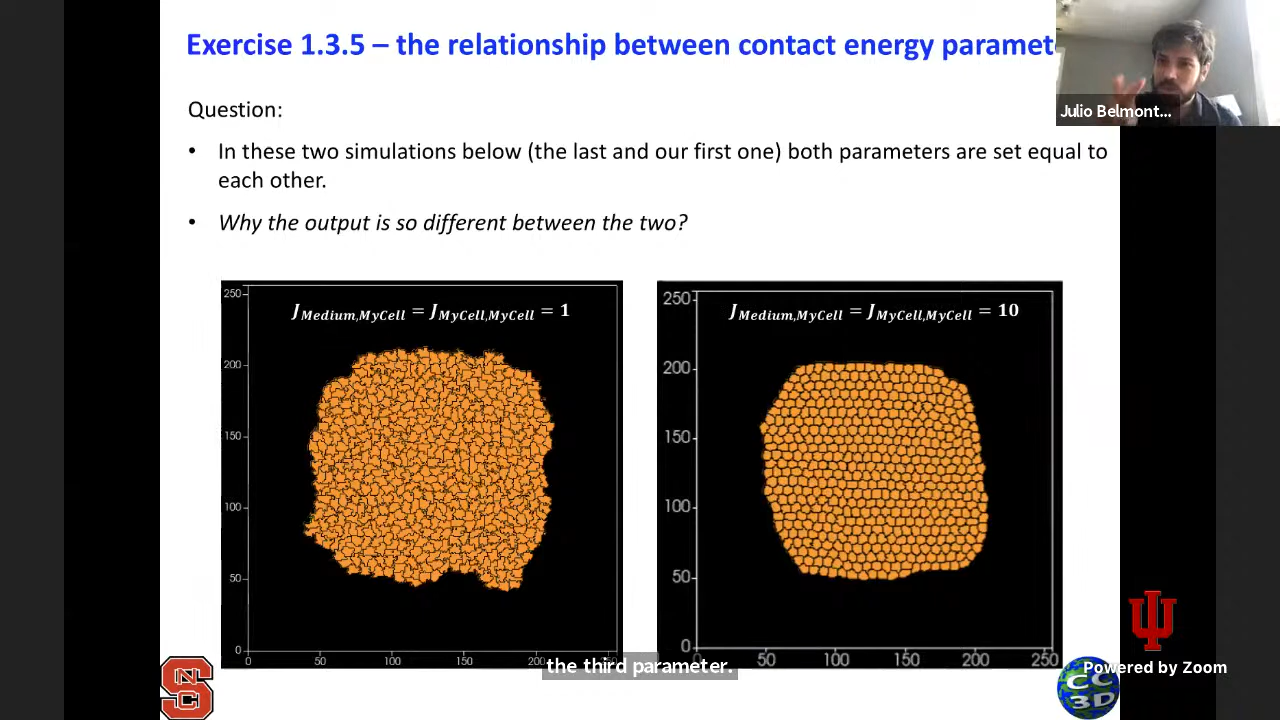 Exercise 1.3.5 – the relationship between contact energy paramet
Julio Belmont...
Question:
• In these two simulations below (the last and our first one) both parameters are set equal to
each other.
• Why the output is so different between the two?
J_Medium,MyCell = J_MyCell,MyCell = 1
250
200
150
100
50
0
0 50 100 150 200
J_Medium,MyCell = J_MyCell,MyCell = 10
250
200
150
100
50
0
0 50 100 150 200 250
the third parameter.
Powered by Zoom
NC S
CC
3D